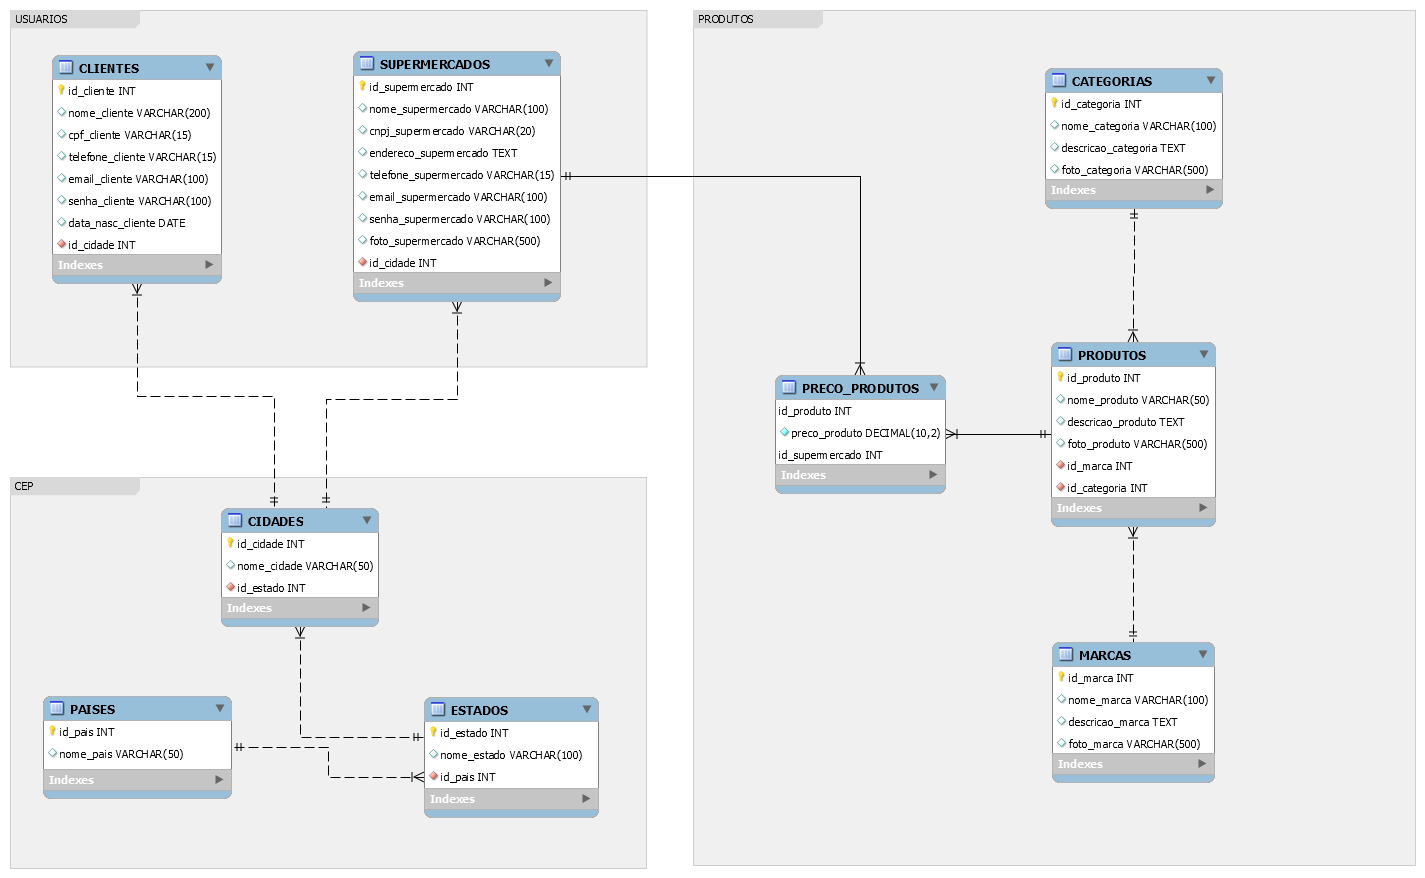 USUARIOS
CLIENTES
id_cliente INT
nome_cliente VARCHAR(200)
cpf_cliente VARCHAR(15)
telefone_cliente VARCHAR(15)
email_cliente VARCHAR(100)
senha_cliente VARCHAR(100)
data_nasc_cliente DATE
id_cidade INT
Indexes
SUPERMERCADOS
id_supermercado INT
nome_supermercado VARCHAR(100)
cnpj_supermercado VARCHAR(20)
endereco_supermercado TEXT
telefone_supermercado VARCHAR(15)
email_supermercado VARCHAR(100)
senha_supermercado VARCHAR(100)
foto_supermercado VARCHAR(500)
id_cidade INT
Indexes
CEP
CIDADES
id_cidade INT
nome_cidade VARCHAR(50)
id_estado INT
Indexes
PAISES
id_pais INT
nome_pais VARCHAR(50)
Indexes
ESTADOS
id_estado INT
nome_estado VARCHAR(100)
id_pais INT
Indexes
PRODUTOS
CATEGORIAS
id_categoria INT
nome_categoria VARCHAR(100)
descricao_categoria TEXT
foto_categoria VARCHAR(500)
Indexes
PRECO_PRODUTOS
id_produto INT
preco_produto DECIMAL(10,2)
id_supermercado INT
Indexes
PRODUTOS
id_produto INT
nome_produto VARCHAR(50)
descricao_produto TEXT
foto_produto VARCHAR(500)
id_marca INT
id_categoria INT
Indexes
MARCAS
id_marca INT
nome_marca VARCHAR(100)
descricao_marca TEXT
foto_marca VARCHAR(500)
Indexes